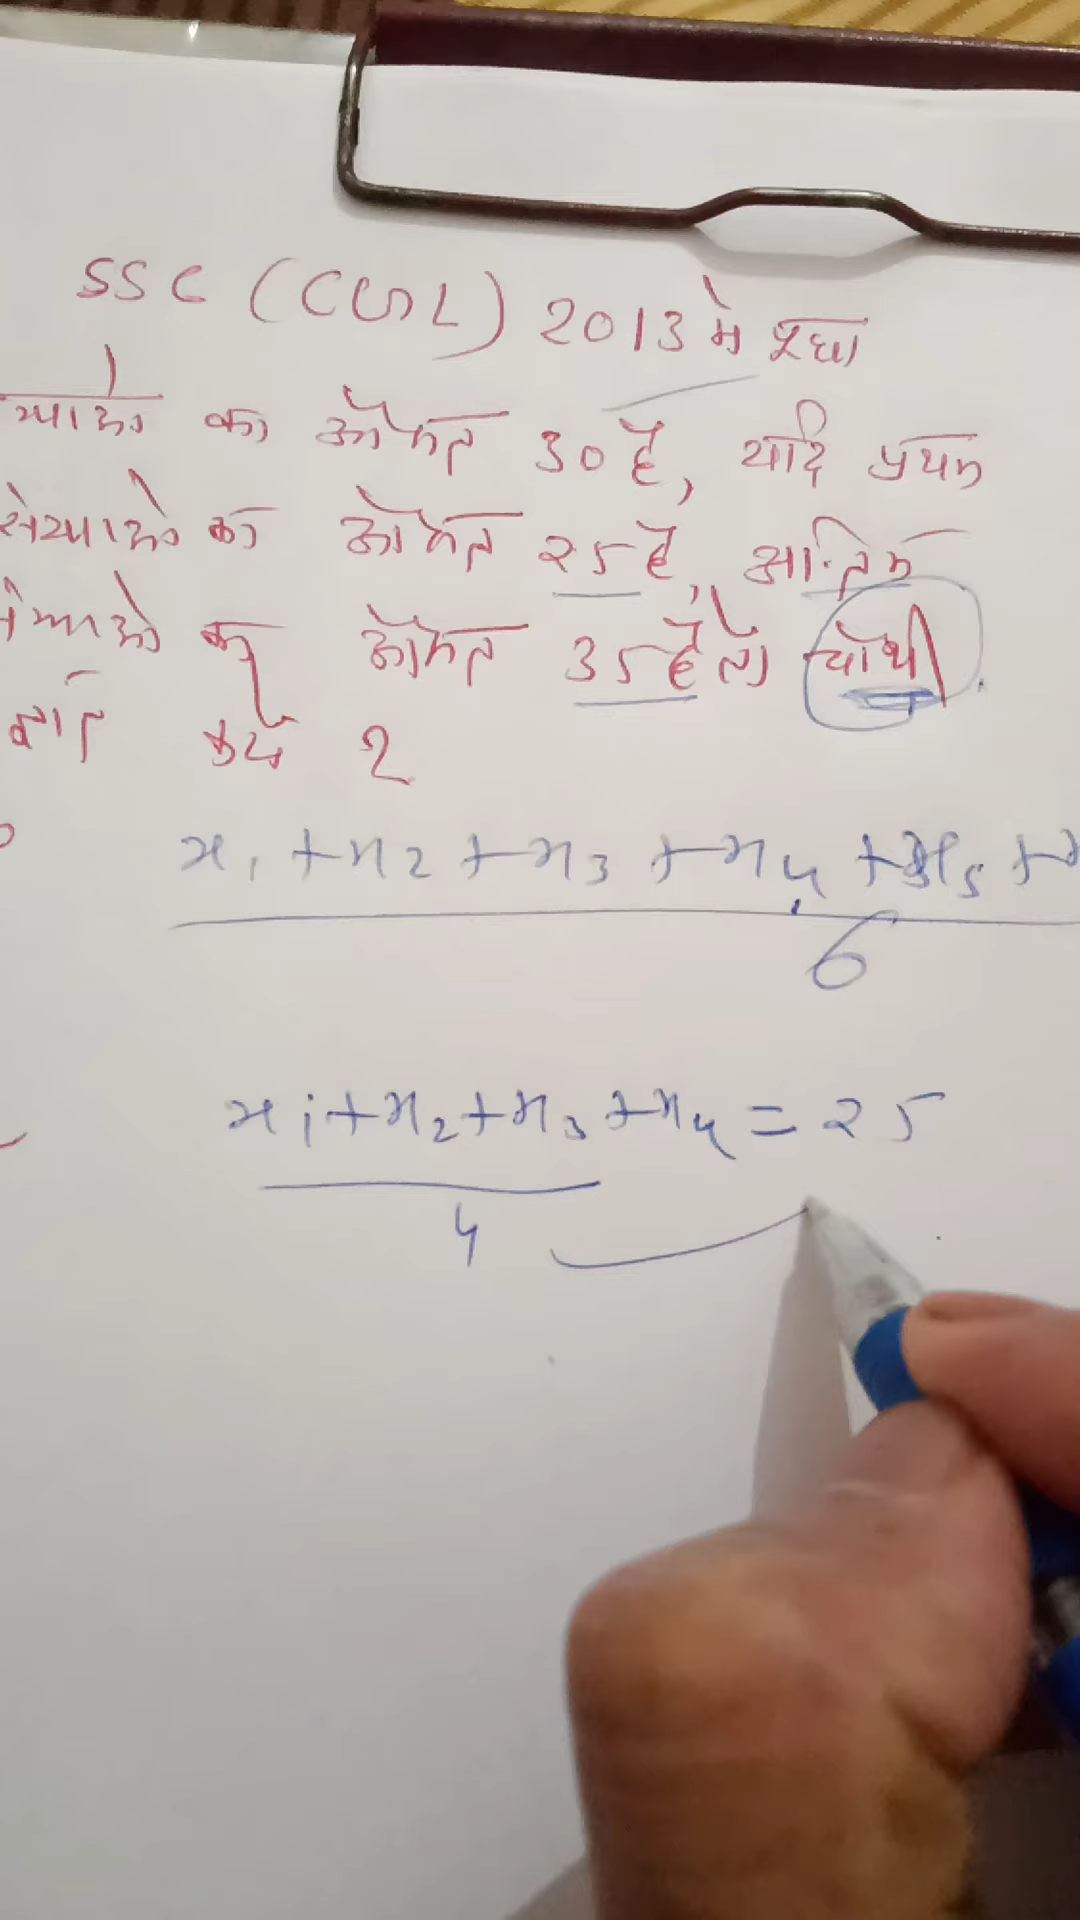 SSC (CGL) 2013 मे पूछा
का औसत 30 है, यदि प्रथम
संख्याओ का औसत 25 है, अन्तिम
का औसत 35 है तो चौथी
x1 + x2 + x3 + x4 + x5 +
6
x1 + x2 + x3 + x4 = 25
4